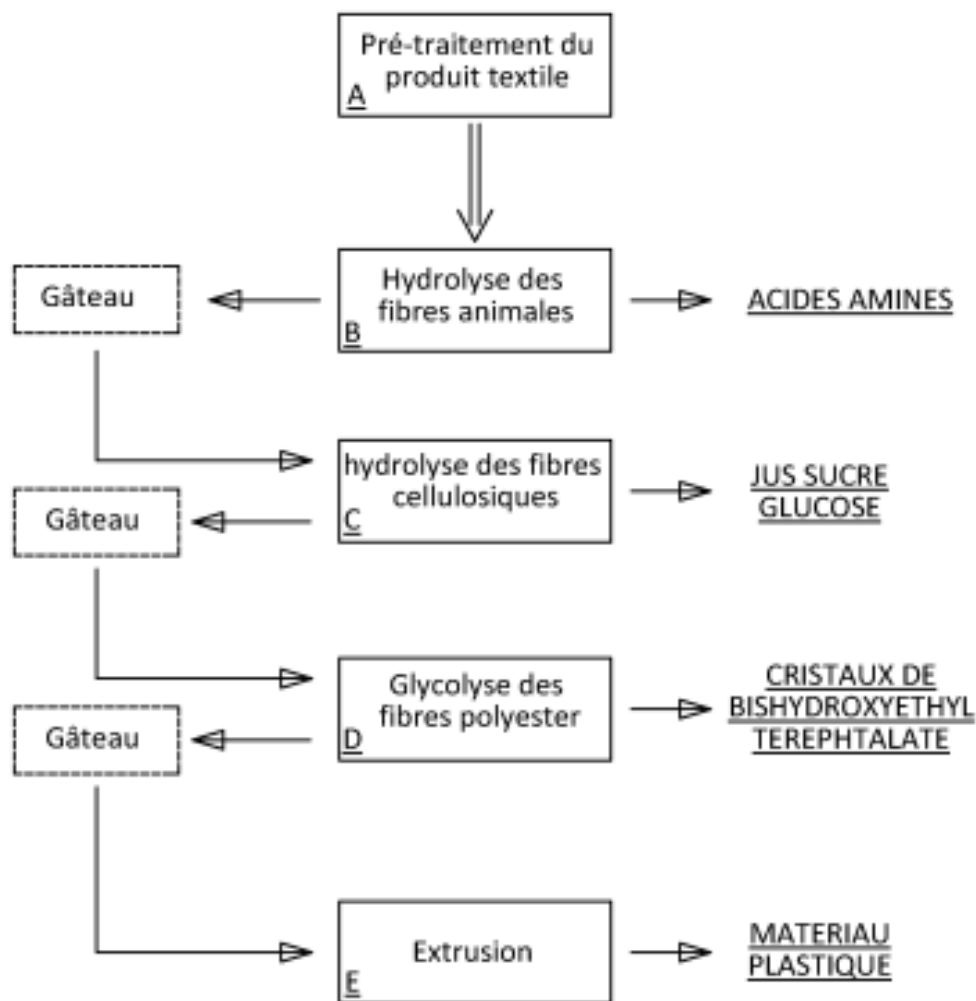 Pré-traitement du
produit textile
A
Gâteau
Hydrolyse des
fibres animales
B
ACIDES AMINES
hydrolyse des fibres
cellulosiques
C
JUS SUCRE
GLUCOSE
Gâteau
Glycolyse des
fibres polyester
D
CRISTAUX DE
BISHYDROXYETHYL
TEREPHTALATE
Gâteau
Extrusion
E
MATERIAU
PLASTIQUE